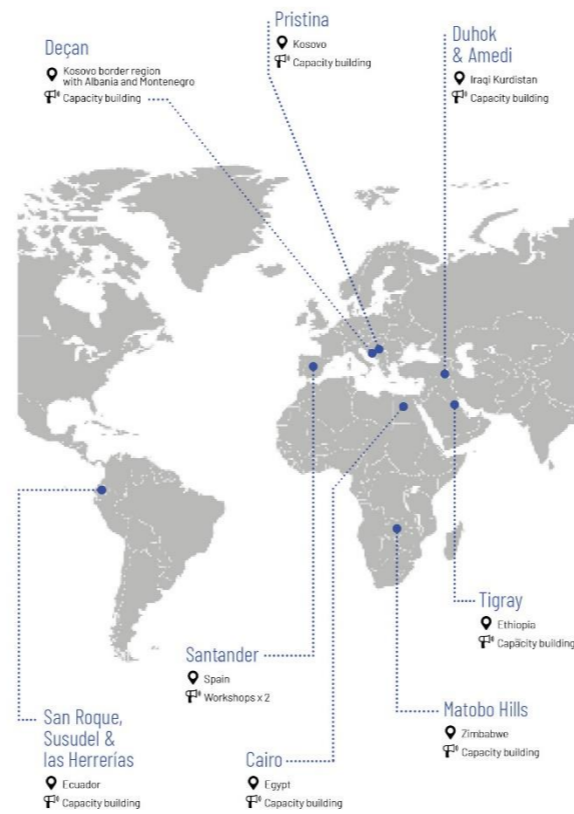 Pristina
Kosovo
Capacity building
Deçan
Kosovo border region
with Albania and Montenegro
Capacity building
Duhok
& Amedi
Iraqi Kurdistan
Capacity building
Tigray
Ethiopia
Capacity building
Santander
Spain
Workshops x 2
Matobo Hills
Zimbabwe
Capacity building
San Roque,
Susudel &
las Herrerías
Ecuador
Capacity building
Cairo
Egypt
Capacity building